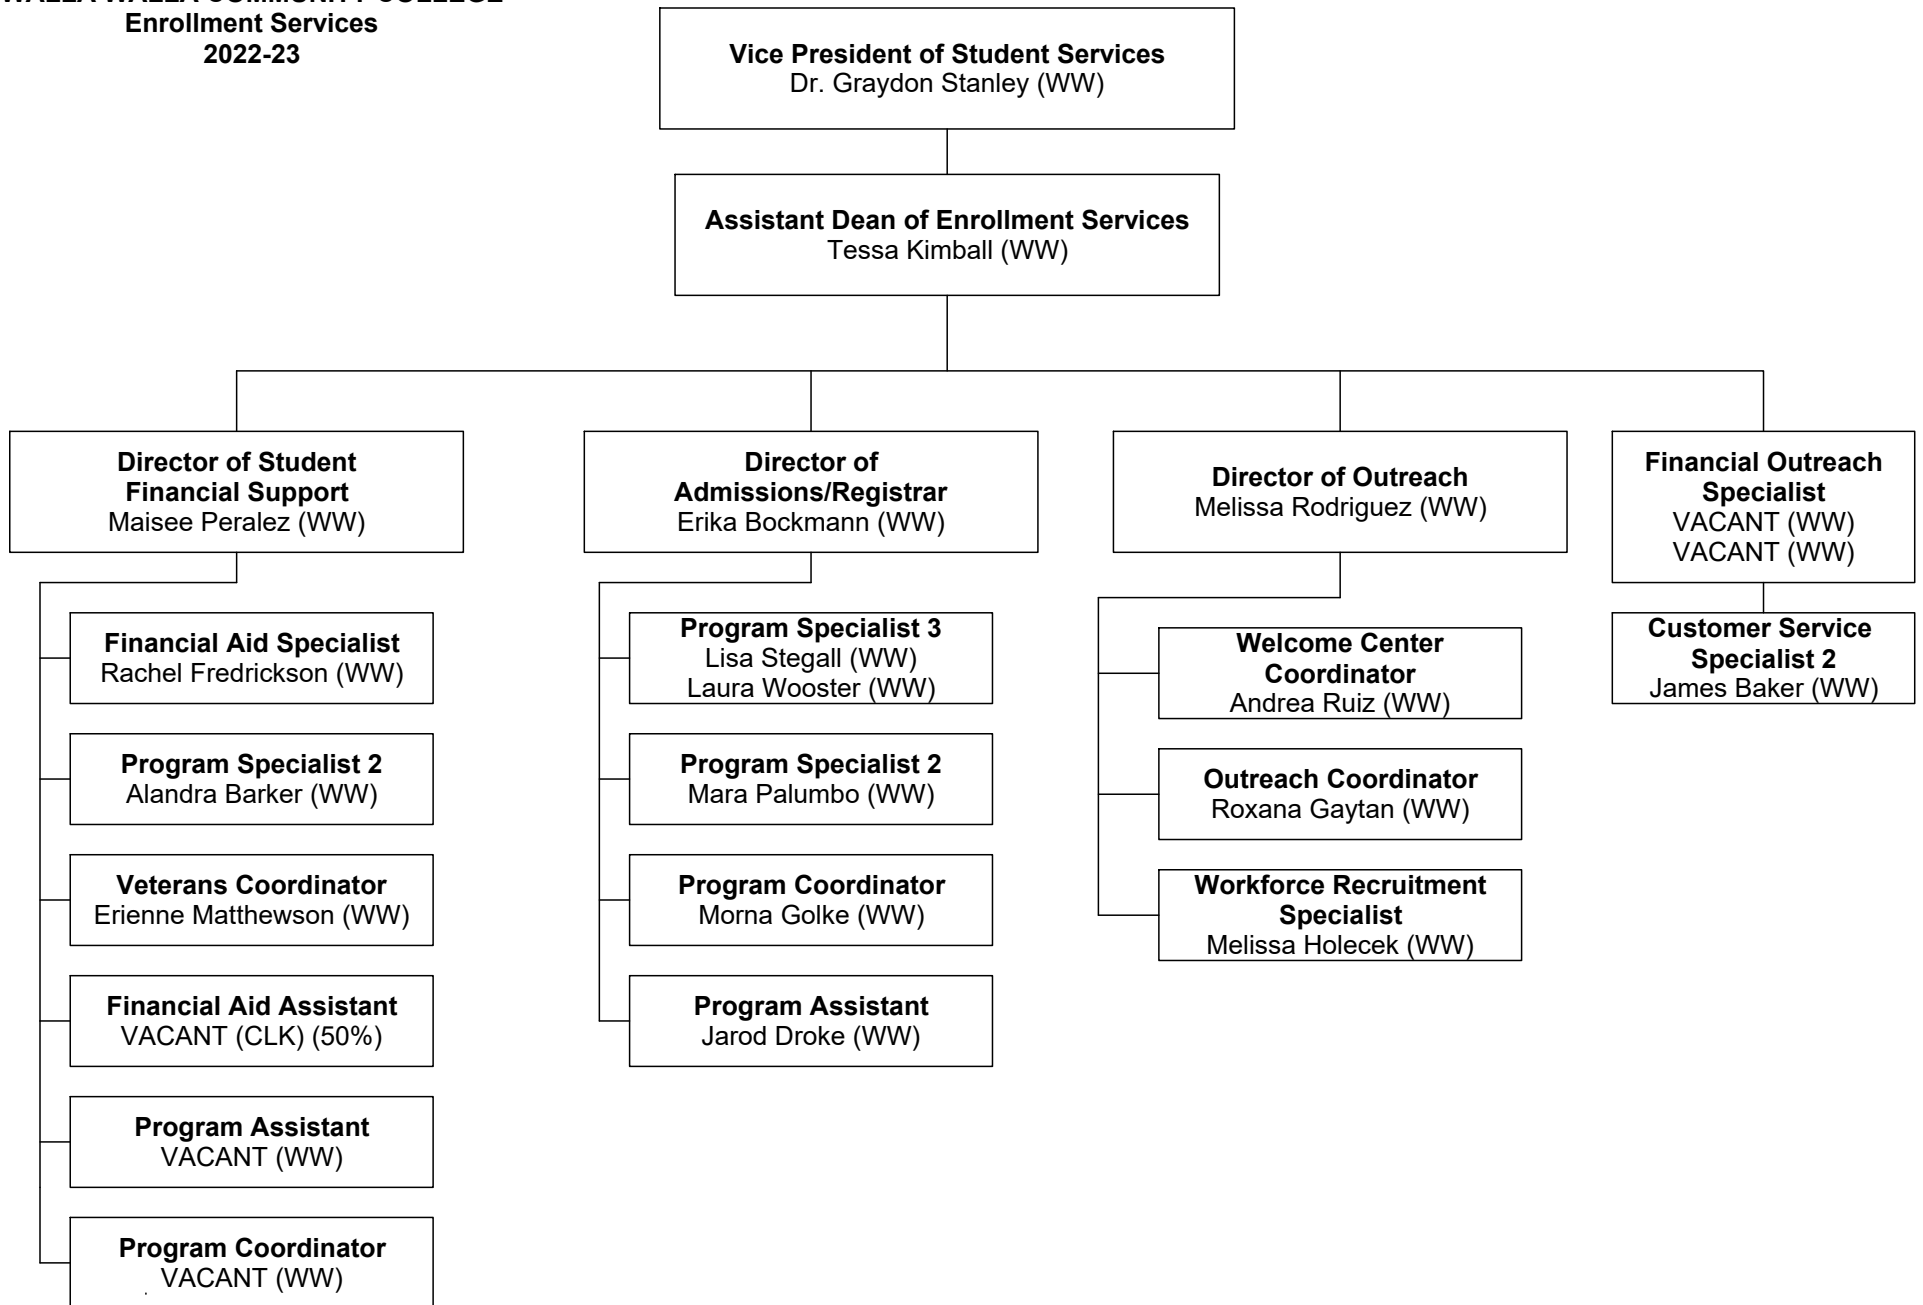 Enrollment Services
2022-23
Vice President of Student Services
Dr. Graydon Stanley (WW)
Assistant Dean of Enrollment Services
Tessa Kimball (WW)
Director of Student
Financial Support
Maisee Peralez (WW)
Financial Aid Specialist
Rachel Fredrickson (WW)
Program Specialist 2
Alandra Barker (WW)
Veterans Coordinator
Erienne Matthewson (WW)
Financial Aid Assistant
VACANT (CLK) (50%)
Program Assistant
VACANT (WW)
Program Coordinator
VACANT (WW)
Director of
Admissions/Registrar
Erika Bockmann (WW)
Program Specialist 3
Lisa Stegall (WW)
Laura Wooster (WW)
Program Specialist 2
Mara Palumbo (WW)
Program Coordinator
Morna Golke (WW)
Program Assistant
Jarod Droke (WW)
Director of Outreach
Melissa Rodriguez (WW)
Welcome Center
Coordinator
Andrea Ruiz (WW)
Outreach Coordinator
Roxana Gaytan (WW)
Workforce Recruitment
Specialist
Melissa Holecek (WW)
Financial Outreach
Specialist
VACANT (WW)
VACANT (WW)
Customer Service
Specialist 2
James Baker (WW)